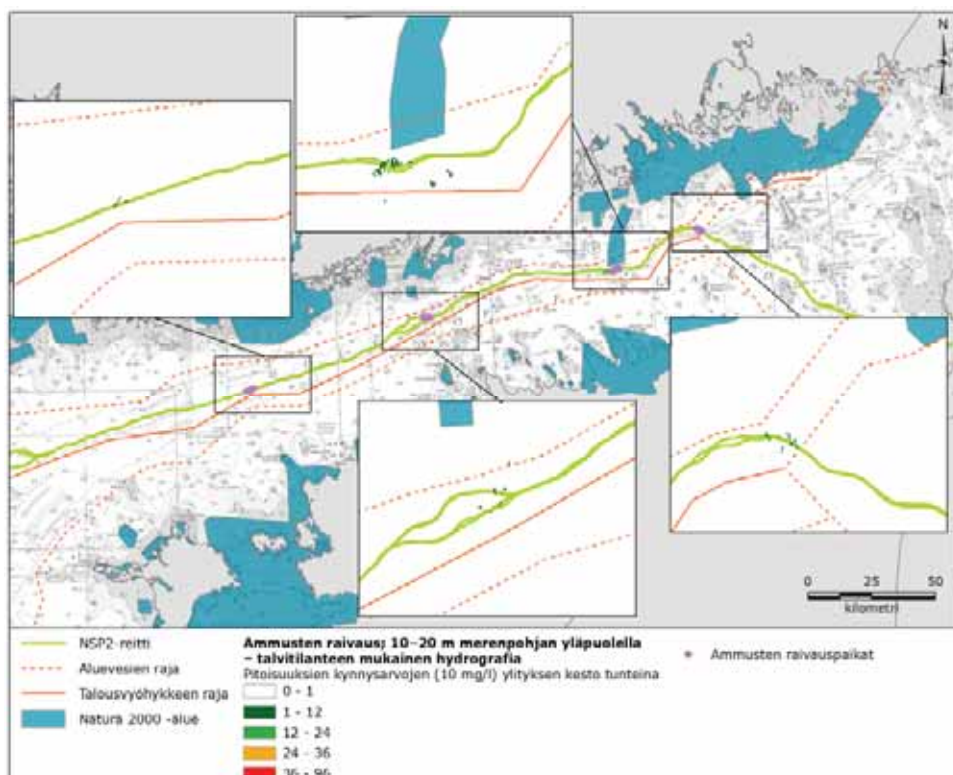 N
0 25 50
kilometri
NSP2-reitti
Aluevesien raja
Talousvyöhykkeen raja
Natura 2000 -alue
Ammusten raivaus; 10–20 m merenpohjan yläpuolella
– talvitilanteen mukainen hydrografia
Pitoisuuksien kynnysarvojen (10 mg/l) ylityksen kesto tunteina
0 - 1
1 - 12
12 - 24
24 - 36
36 - 96
Ammusten raivauspaikat